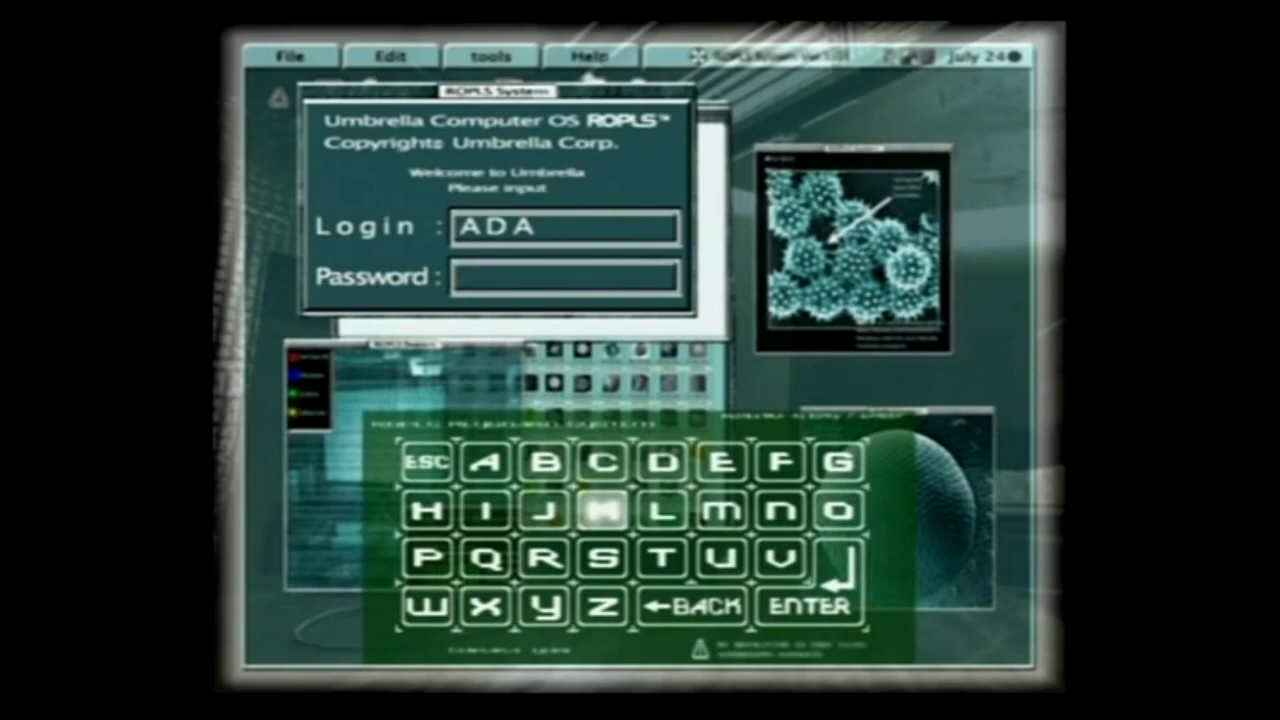 File Edit tools Help July 24
ROPLS System
Umbrella Computer OS ROPLS™
Copyrights Umbrella Corp.
Welcome to Umbrella
Please input
Login : ADA
Password :
ESC A B C D E F G
H I J K L M N O
P Q R S T U V
W X Y Z ←BACK ENTER